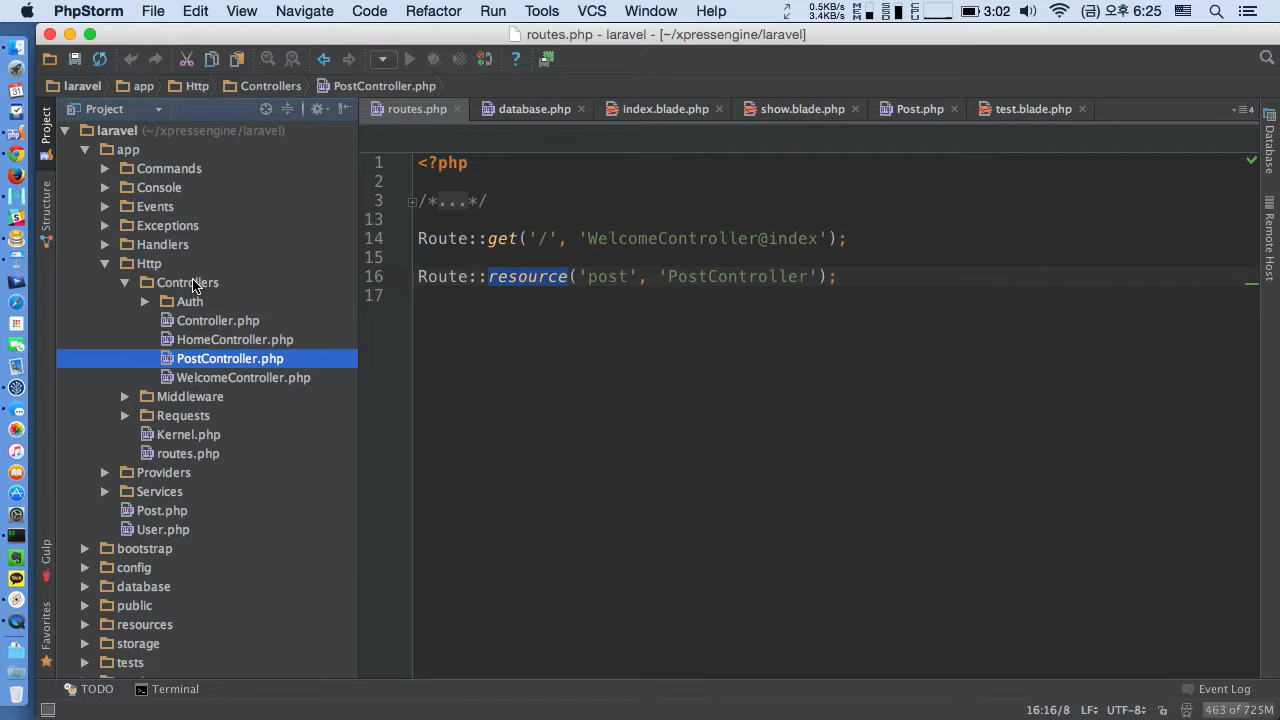 PhpStorm File Edit View Navigate Code Refactor Run Tools VCS Window Help 0.5KB/s 3.4KB/s 3:02 (금) 오후 6:25
routes.php - laravel - [~/xpressengine/laravel]
laravel app Http Controllers PostController.php
Project
routes.php database.php index.blade.php show.blade.php Post.php test.blade.php
Project
Structure
Gulp
Favorites
laravel (~/xpressengine/laravel)
app
Commands
Console
Events
Exceptions
Handlers
Http
Controllers
Auth
Controller.php
HomeController.php
PostController.php
WelcomeController.php
Middleware
Requests
Kernel.php
routes.php
Providers
Services
Post.php
User.php
bootstrap
config
database
public
resources
storage
tests
1 <?php
2
3 /*...*/
13
14 Route::get('/', 'WelcomeController@index');
15
16 Route::resource('post', 'PostController');
17
Database
Remote Host
TODO Terminal Event Log
16:16/8 LF÷ UTF-8÷ 463 of 725M